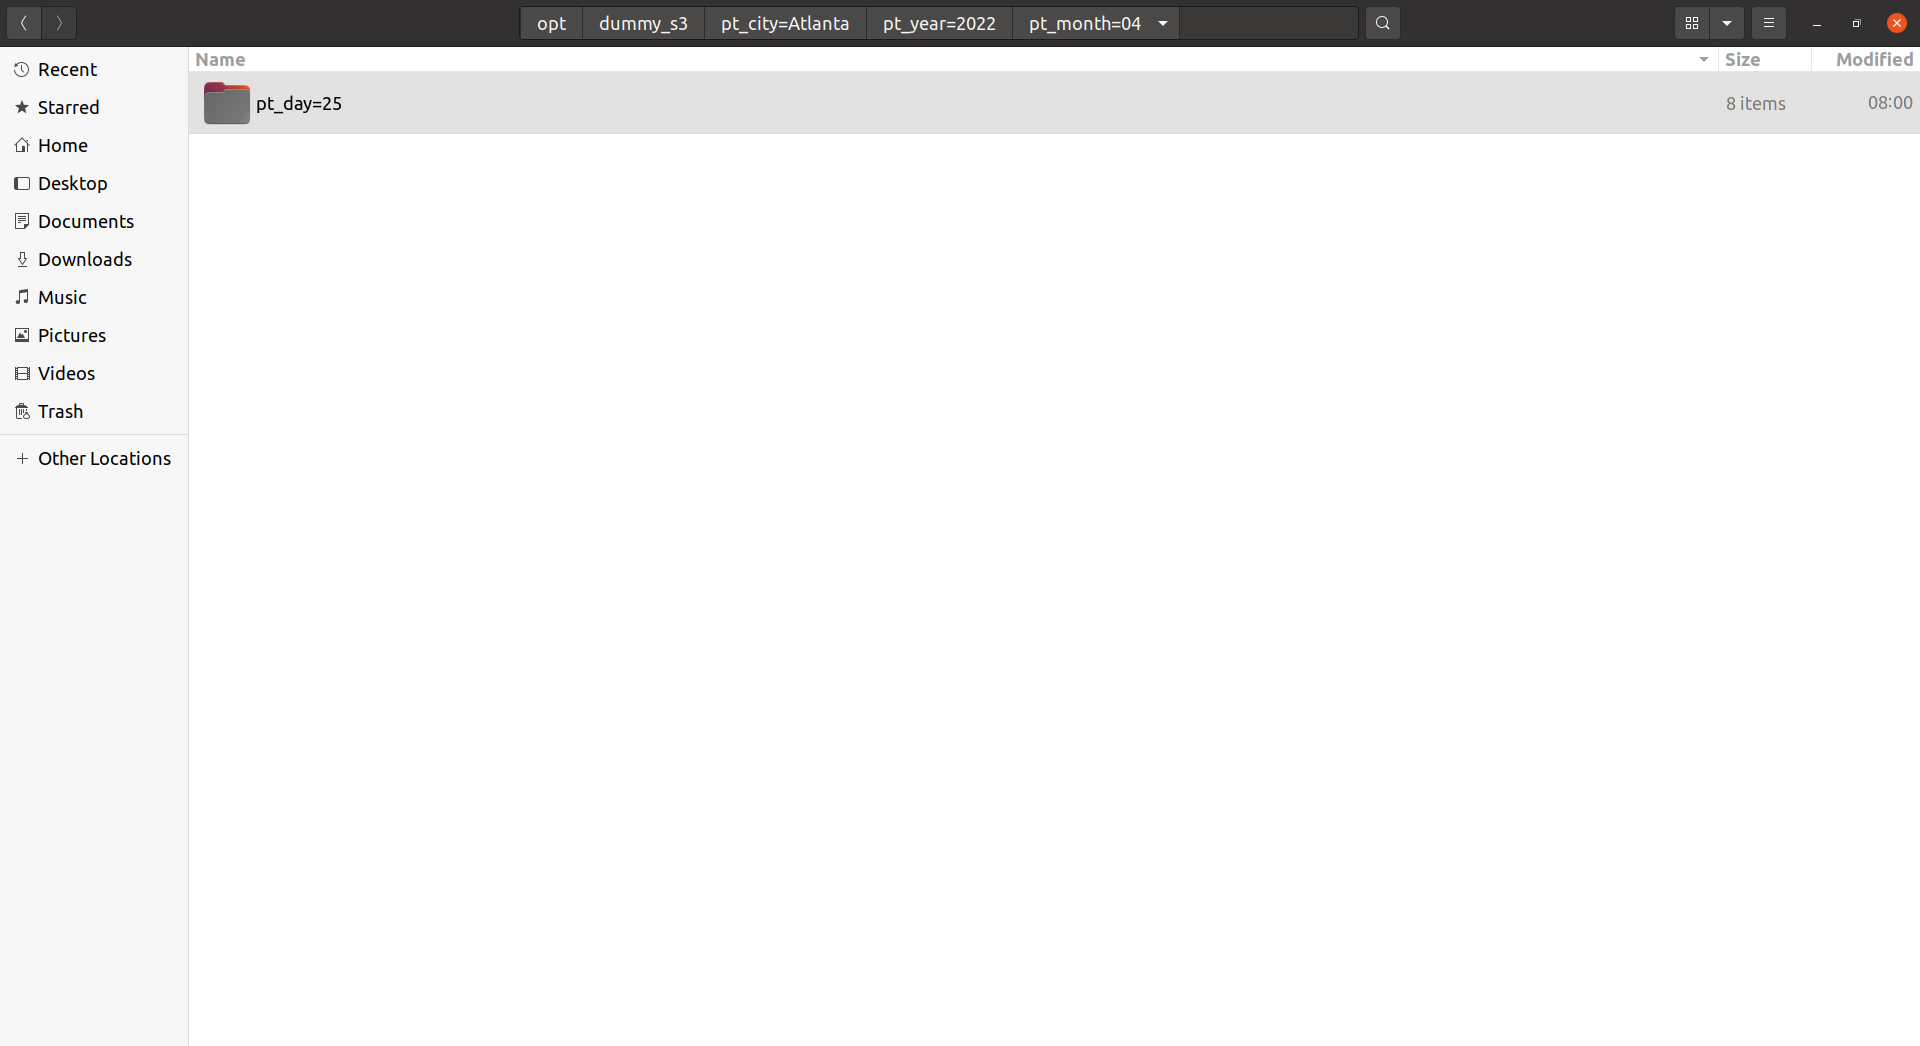 opt dummy_s3 pt_city=Atlanta pt_year=2022 pt_month=04
Name Size Modified
pt_day=25 8 items 08:00
Recent
Starred
Home
Desktop
Documents
Downloads
Music
Pictures
Videos
Trash
Other Locations